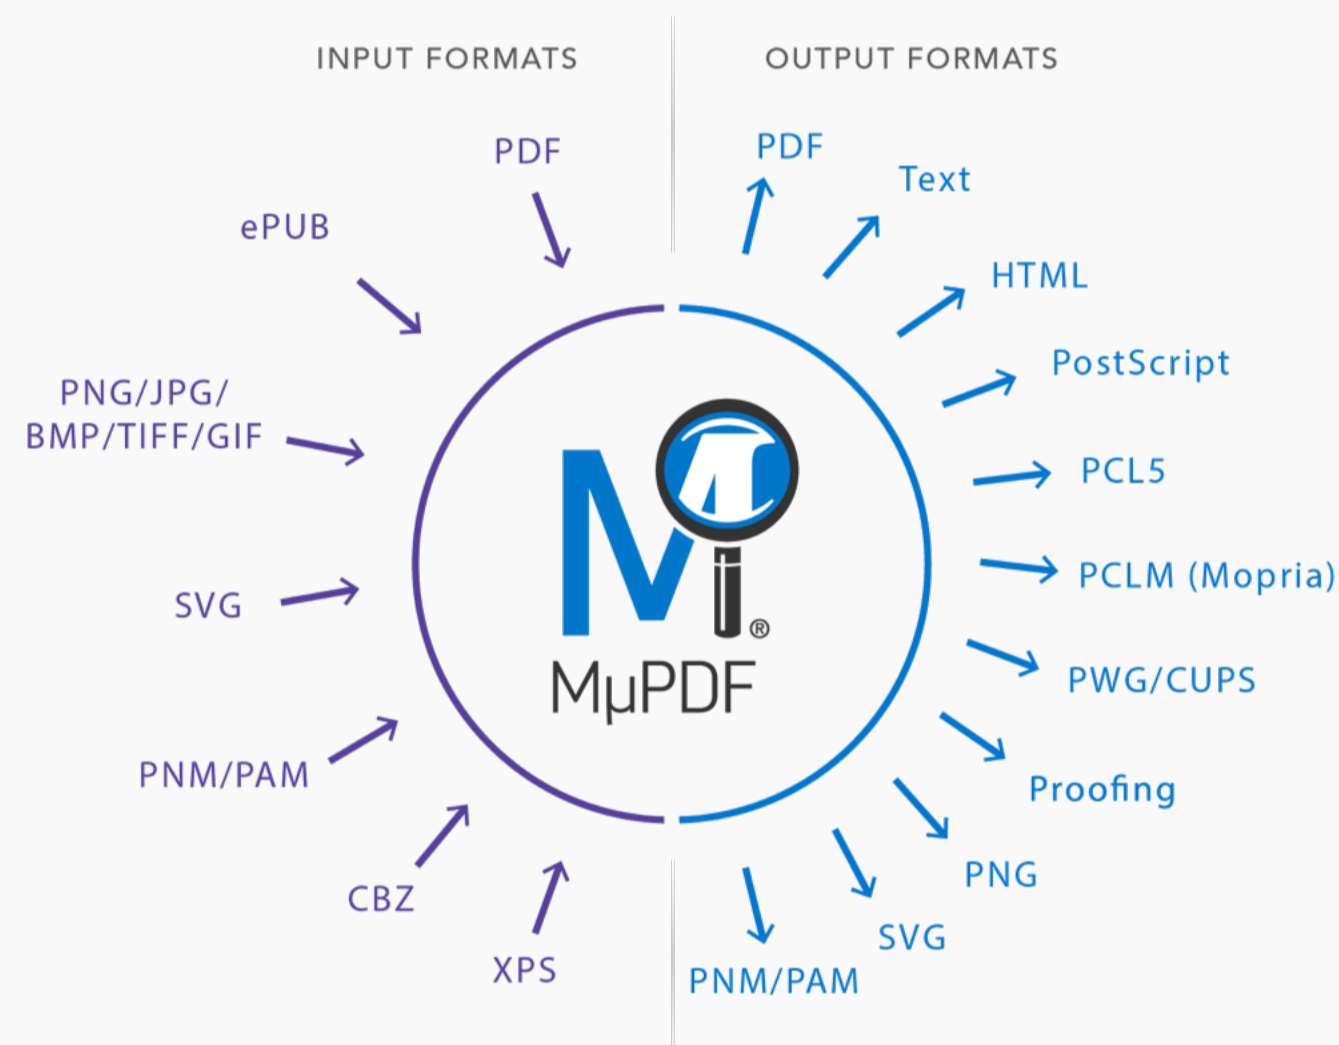 INPUT FORMATS
PDF
ePUB
PNG/JPG/
BMP/TIFF/GIF
SVG
PNM/PAM
CBZ
XPS
OUTPUT FORMATS
PDF
Text
HTML
PostScript
PCL5
PCLM (Mopria)
PWG/CUPS
Proofing
PNG
SVG
PNM/PAM
®
MµPDF